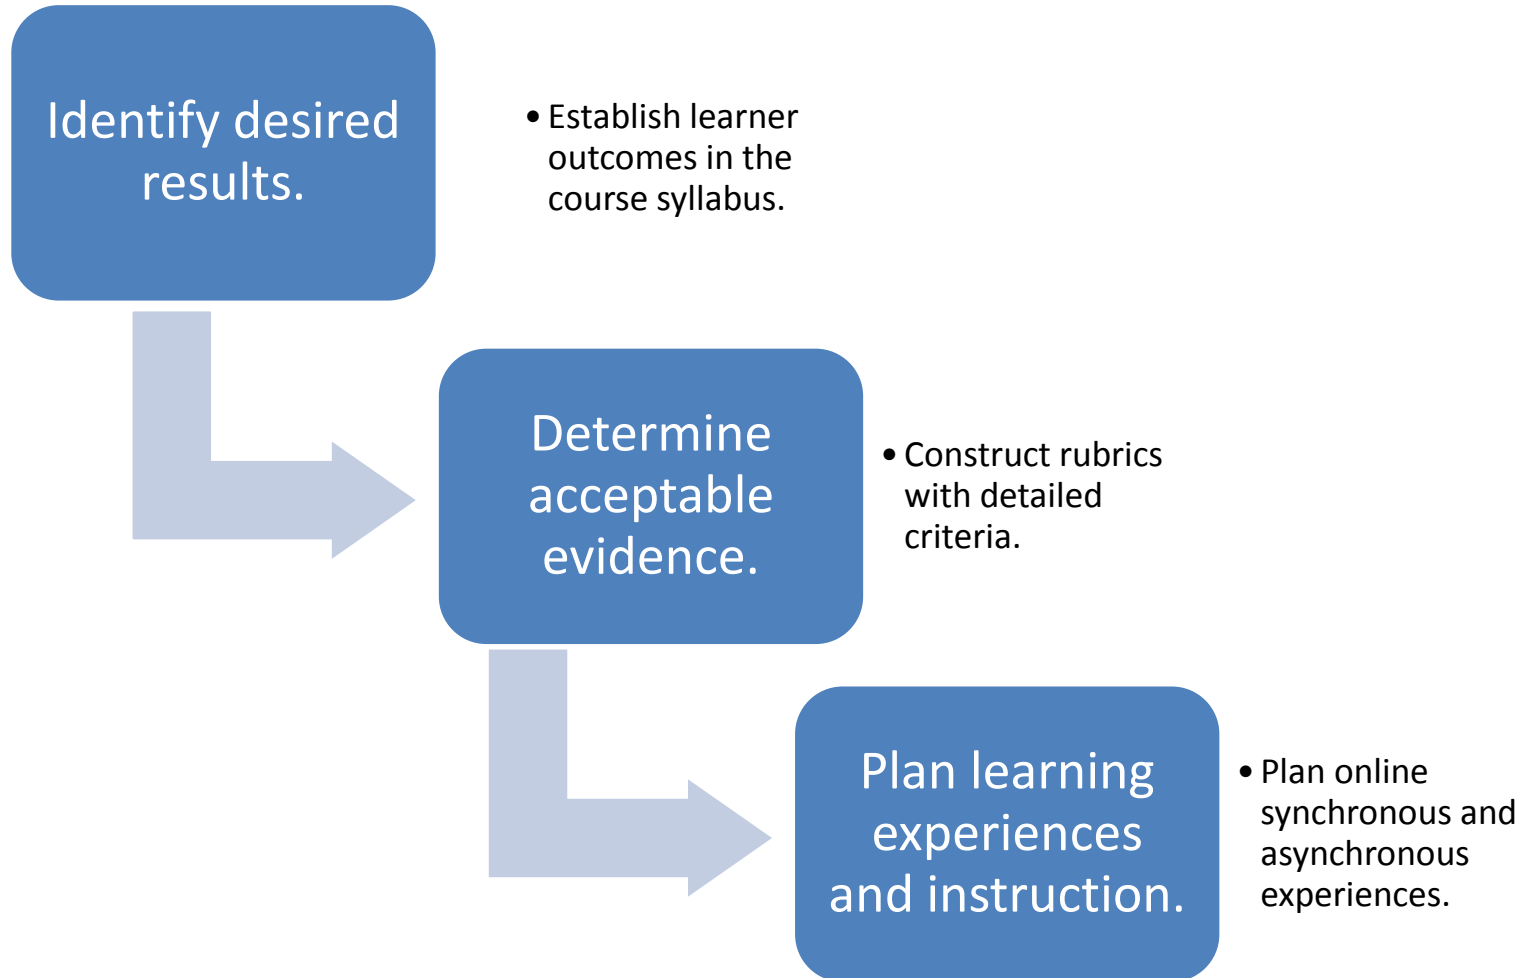 Identify desired
results.
• Establish learner
outcomes in the
course syllabus.
Determine
acceptable
evidence.
• Construct rubrics
with detailed
criteria.
Plan learning
experiences
and instruction.
• Plan online
synchronous and
asynchronous
experiences.